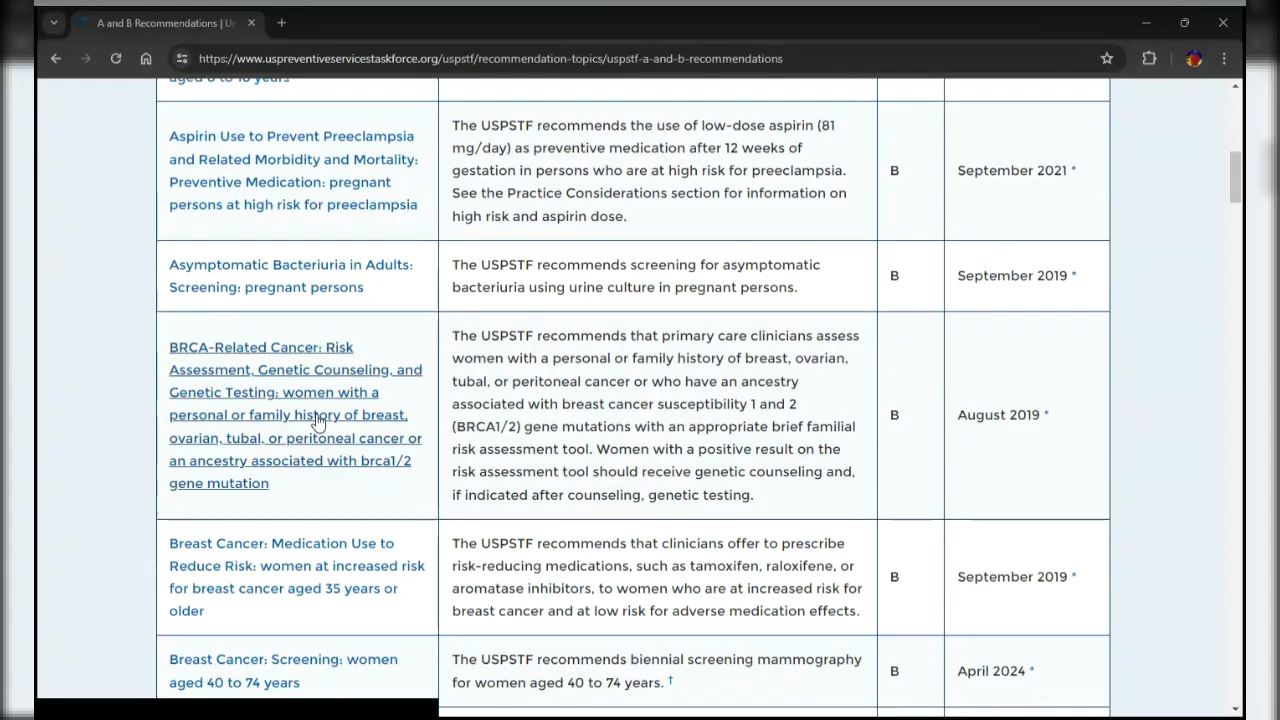 A and B Recommendations | U
https://www.uspreventiveservicestaskforce.org/uspstf/recommendation-topics/uspstf-a-and-b-recommendations
Aspirin Use to Prevent Preeclampsia
and Related Morbidity and Mortality:
Preventive Medication: pregnant
persons at high risk for preeclampsia
The USPSTF recommends the use of low-dose aspirin (81
mg/day) as preventive medication after 12 weeks of
gestation in persons who are at high risk for preeclampsia.
See the Practice Considerations section for information on
high risk and aspirin dose.
B
September 2021 *
Asymptomatic Bacteriuria in Adults:
Screening: pregnant persons
The USPSTF recommends screening for asymptomatic
bacteriuria using urine culture in pregnant persons.
B
September 2019 *
BRCA-Related Cancer: Risk
Assessment, Genetic Counseling, and
Genetic Testing: women with a
personal or family history of breast,
ovarian, tubal, or peritoneal cancer or
an ancestry associated with brca1/2
gene mutation
The USPSTF recommends that primary care clinicians assess
women with a personal or family history of breast, ovarian,
tubal, or peritoneal cancer or who have an ancestry
associated with breast cancer susceptibility 1 and 2
(BRCA1/2) gene mutations with an appropriate brief familial
risk assessment tool. Women with a positive result on the
risk assessment tool should receive genetic counseling and,
if indicated after counseling, genetic testing.
B
August 2019 *
Breast Cancer: Medication Use to
Reduce Risk: women at increased risk
for breast cancer aged 35 years or
older
The USPSTF recommends that clinicians offer to prescribe
risk-reducing medications, such as tamoxifen, raloxifene, or
aromatase inhibitors, to women who are at increased risk for
breast cancer and at low risk for adverse medication effects.
B
September 2019 *
Breast Cancer: Screening: women
aged 40 to 74 years
The USPSTF recommends biennial screening mammography
for women aged 40 to 74 years. †
B
April 2024 *